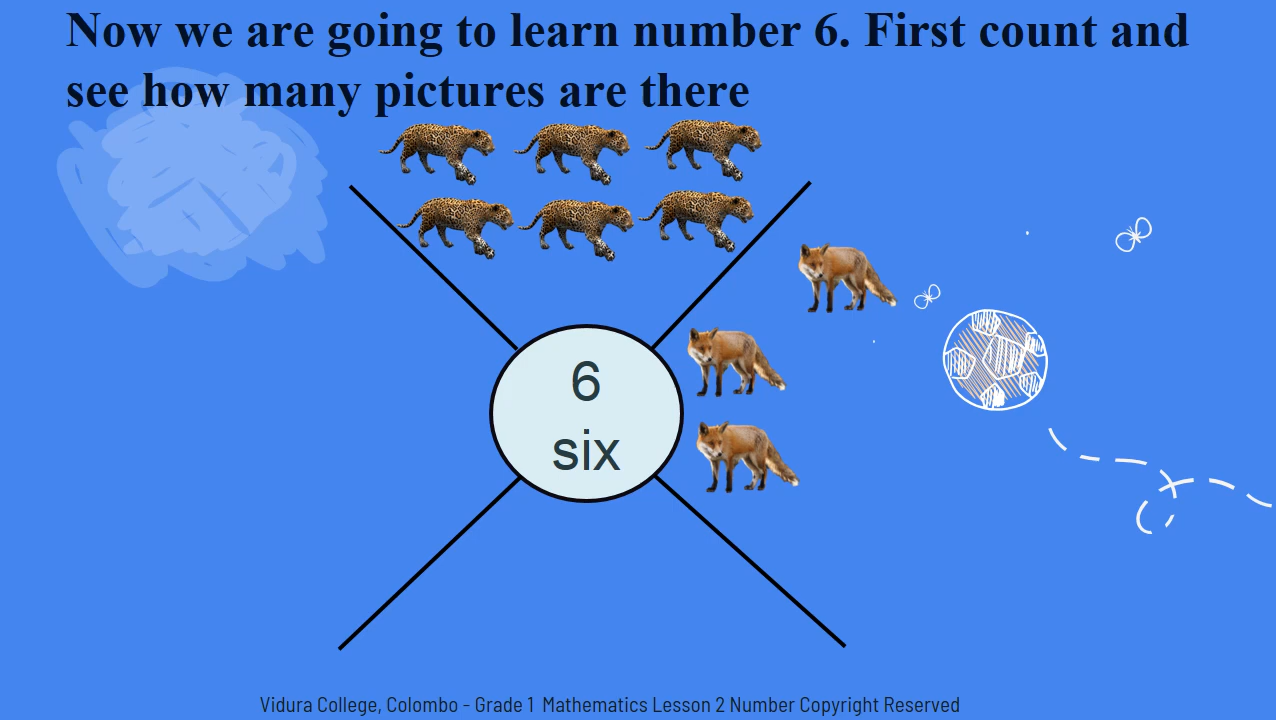 Now we are going to learn number 6. First count and
see how many pictures are there
6
six
Vidura College, Colombo - Grade 1 Mathematics Lesson 2 Number Copyright Reserved